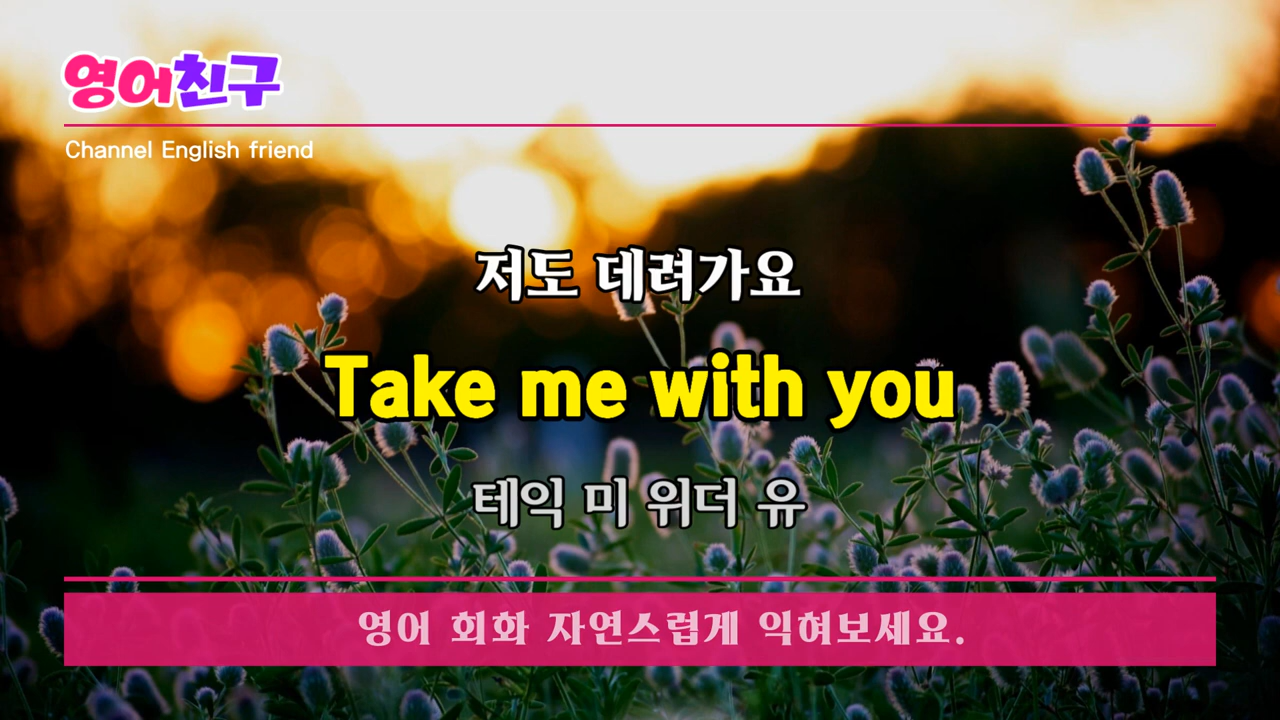 영어친구
Channel English friend
저도 데려가요
Take me with you
테익 미 위더 유
영어 회화 자연스럽게 익혀보세요.